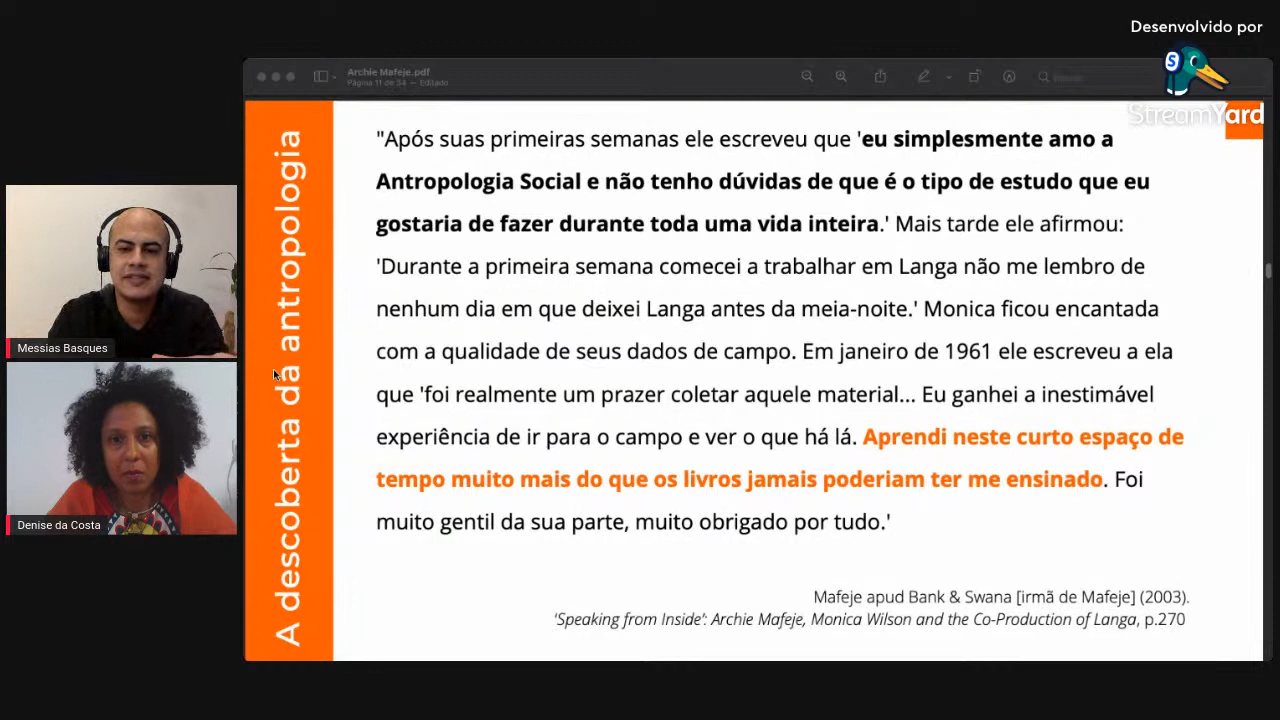 Desenvolvido por
StreamYard
Archie Mafeje.pdf
Página 11 de 34 — Editado
A descoberta da antropologia
"Após suas primeiras semanas ele escreveu que 'eu simplesmente amo a
Antropologia Social e não tenho dúvidas de que é o tipo de estudo que eu
gostaria de fazer durante toda uma vida inteira.' Mais tarde ele afirmou:
'Durante a primeira semana comecei a trabalhar em Langa não me lembro de
nenhum dia em que deixei Langa antes da meia-noite.' Monica ficou encantada
com a qualidade de seus dados de campo. Em janeiro de 1961 ele escreveu a ela
que 'foi realmente um prazer coletar aquele material... Eu ganhei a inestimável
experiência de ir para o campo e ver o que há lá. Aprendi neste curto espaço de
tempo muito mais do que os livros jamais poderiam ter me ensinado. Foi
muito gentil da sua parte, muito obrigado por tudo.'
Mafeje apud Bank & Swana [irmã de Mafeje] (2003).
'Speaking from Inside': Archie Mafeje, Monica Wilson and the Co-Production of Langa, p.270
Messias Basques
Denise da Costa